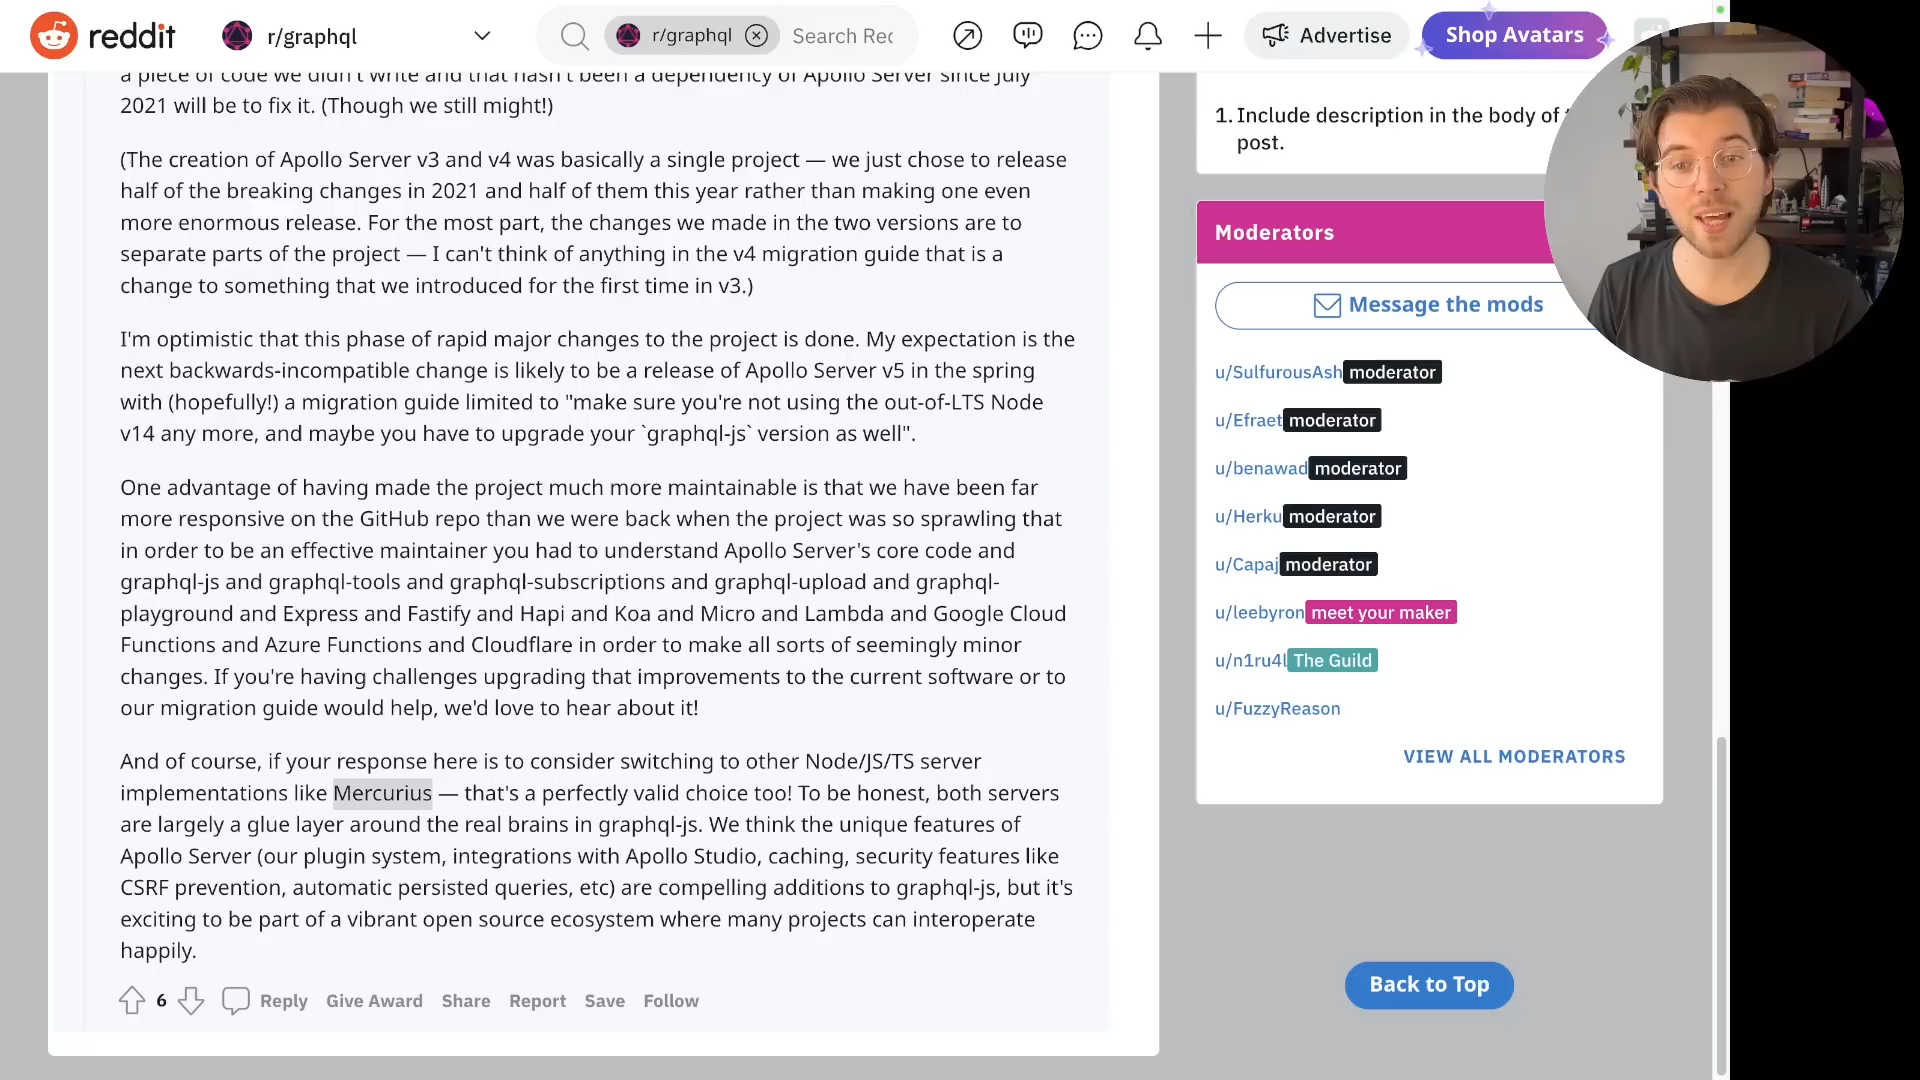 reddit
r/graphql
r/graphql
Search Rec
Advertise
Shop Avatars
a piece of code we didn't write and that hasn't been a dependency of Apollo Server since July
2021 will be to fix it. (Though we still might!)
(The creation of Apollo Server v3 and v4 was basically a single project — we just chose to release
half of the breaking changes in 2021 and half of them this year rather than making one even
more enormous release. For the most part, the changes we made in the two versions are to
separate parts of the project — I can't think of anything in the v4 migration guide that is a
change to something that we introduced for the first time in v3.)
I'm optimistic that this phase of rapid major changes to the project is done. My expectation is the
next backwards-incompatible change is likely to be a release of Apollo Server v5 in the spring
with (hopefully!) a migration guide limited to "make sure you're not using the out-of-LTS Node
v14 any more, and maybe you have to upgrade your `graphql-js` version as well".
One advantage of having made the project much more maintainable is that we have been far
more responsive on the GitHub repo than we were back when the project was so sprawling that
in order to be an effective maintainer you had to understand Apollo Server's core code and
graphql-js and graphql-tools and graphql-subscriptions and graphql-upload and graphql-
playground and Express and Fastify and Hapi and Koa and Micro and Lambda and Google Cloud
Functions and Azure Functions and Cloudflare in order to make all sorts of seemingly minor
changes. If you're having challenges upgrading that improvements to the current software or to
our migration guide would help, we'd love to hear about it!
And of course, if your response here is to consider switching to other Node/JS/TS server
implementations like Mercurius — that's a perfectly valid choice too! To be honest, both servers
are largely a glue layer around the real brains in graphql-js. We think the unique features of
Apollo Server (our plugin system, integrations with Apollo Studio, caching, security features like
CSRF prevention, automatic persisted queries, etc) are compelling additions to graphql-js, but it's
exciting to be part of a vibrant open source ecosystem where many projects can interoperate
happily.
6 Reply Give Award Share Report Save Follow
1. Include description in the body of
post.
Moderators
Message the mods
u/SulfurousAsh moderator
u/Efraet moderator
u/benawad moderator
u/Herku moderator
u/Capaj moderator
u/leebyron meet your maker
u/n1ru4l The Guild
u/FuzzyReason
VIEW ALL MODERATORS
Back to Top